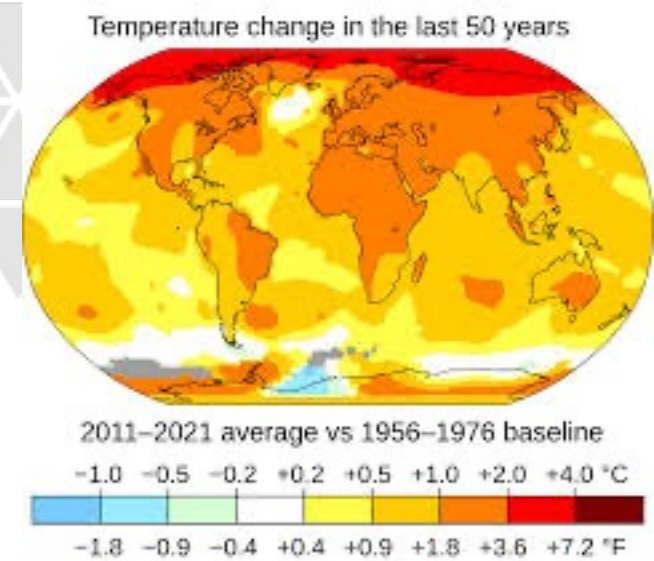 Temperature change in the last 50 years
2011–2021 average vs 1956–1976 baseline
−1.0 −0.5 −0.2 +0.2 +0.5 +1.0 +2.0 +4.0 °C
−1.8 −0.9 −0.4 +0.4 +0.9 +1.8 +3.6 +7.2 °F